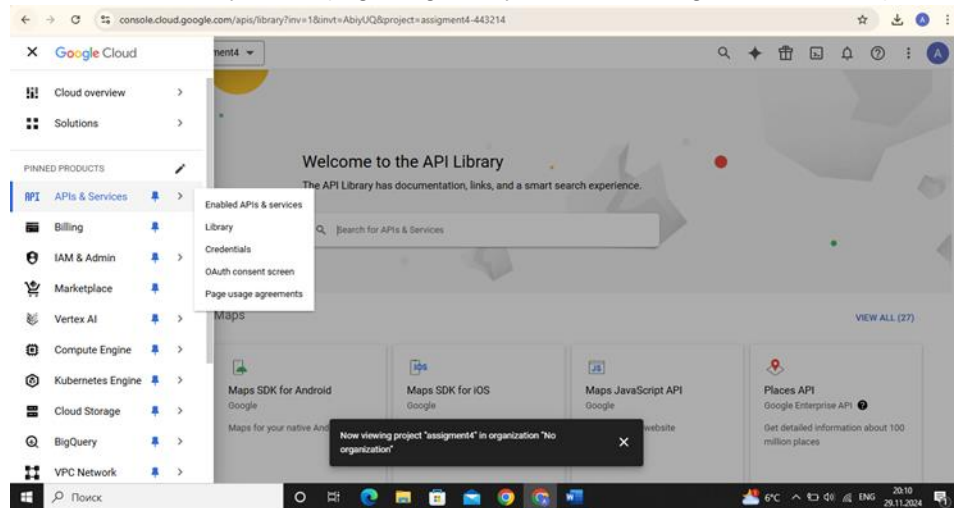 console.cloud.google.com/apis/library?inv=1&invt=AbiyUQ&project=assigment4-443214
A
Google Cloud
ment4
A
Cloud overview
Solutions
PINNED PRODUCTS
API APIs & Services
Billing
IAM & Admin
Marketplace
Vertex AI
Compute Engine
Kubernetes Engine
Cloud Storage
BigQuery
VPC Network
Enabled APIs & services
Library
Credentials
OAuth consent screen
Page usage agreements
Welcome to the API Library
The API Library has documentation, links, and a smart search experience.
Search for APIs & Services
Maps
VIEW ALL (27)
Maps SDK for Android
Google
Maps for your native And
iOS
Maps SDK for iOS
Google
JS
Maps JavaScript API
Google
website
Places API
Google Enterprise API
Get detailed information about 100
million places
Now viewing project "assigment4" in organization "No
organization"
Поиск
6°C
ENG
20:10
29.11.2024